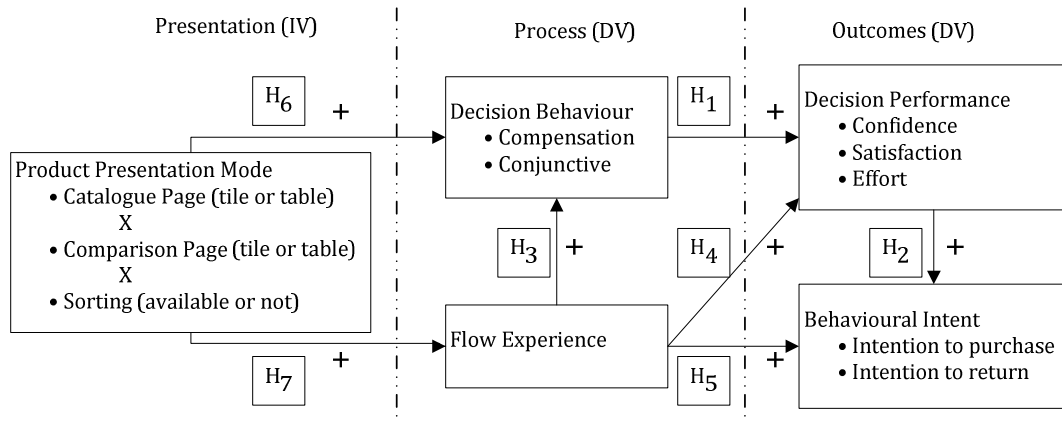 Presentation (IV)
Process (DV)
Outcomes (DV)
H6
+
Decision Behaviour
• Compensation
• Conjunctive
H1
+
Decision Performance
• Confidence
• Satisfaction
• Effort
Product Presentation Mode
• Catalogue Page (tile or table)
X
• Comparison Page (tile or table)
X
• Sorting (available or not)
H3
+
H4
+
H2
+
H7
+
Flow Experience
H5
+
Behavioural Intent
• Intention to purchase
• Intention to return